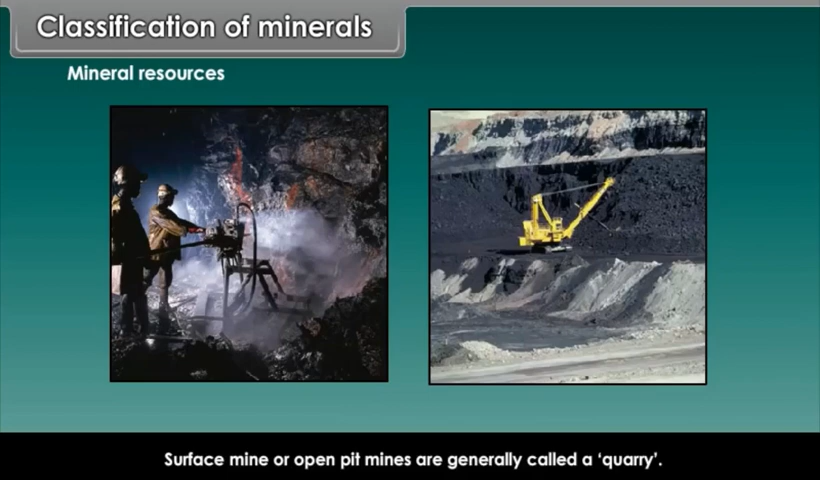 Classification of minerals
Mineral resources
Surface mine or open pit mines are generally called a ‘quarry’.